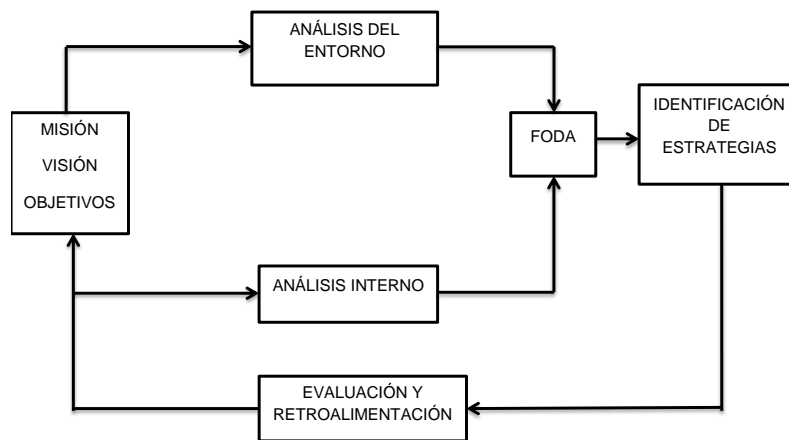 ANÁLISIS DEL
ENTORNO
MISIÓN
VISIÓN
OBJETIVOS
FODA
IDENTIFICACIÓN
DE
ESTRATEGIAS
ANÁLISIS INTERNO
EVALUACIÓN Y
RETROALIMENTACIÓN